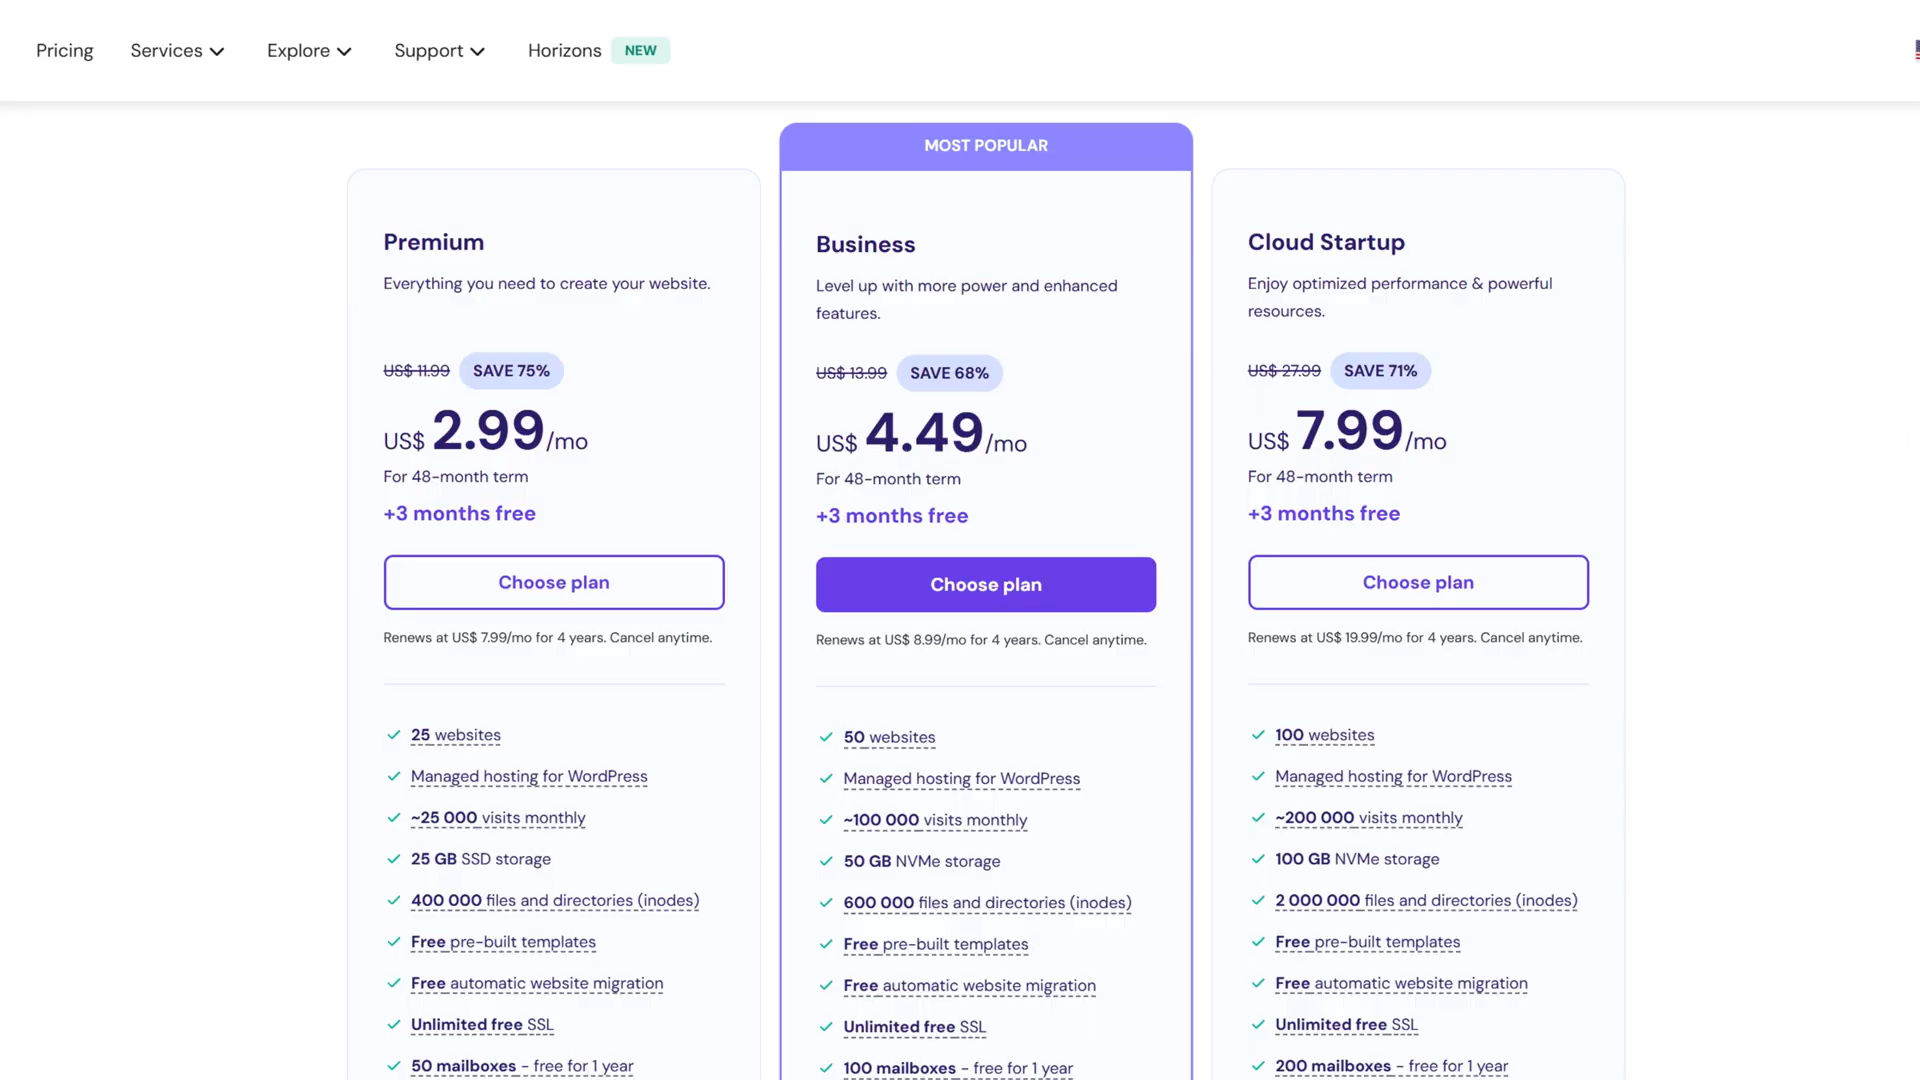 Pricing
Services
Explore
Support
Horizons NEW
MOST POPULAR
Premium
Everything you need to create your website.
US$ 11.99 SAVE 75%
US$ 2.99/mo
For 48-month term
+3 months free
Choose plan
Renews at US$ 7.99/mo for 4 years. Cancel anytime.
25 websites
Managed hosting for WordPress
~25 000 visits monthly
25 GB SSD storage
400 000 files and directories (inodes)
Free pre-built templates
Free automatic website migration
Unlimited free SSL
50 mailboxes - free for 1 year
Business
Level up with more power and enhanced
features.
US$ 13.99 SAVE 68%
US$ 4.49/mo
For 48-month term
+3 months free
Choose plan
Renews at US$ 8.99/mo for 4 years. Cancel anytime.
50 websites
Managed hosting for WordPress
~100 000 visits monthly
50 GB NVMe storage
600 000 files and directories (inodes)
Free pre-built templates
Free automatic website migration
Unlimited free SSL
100 mailboxes - free for 1 year
Cloud Startup
Enjoy optimized performance & powerful
resources.
US$ 27.99 SAVE 71%
US$ 7.99/mo
For 48-month term
+3 months free
Choose plan
Renews at US$ 19.99/mo for 4 years. Cancel anytime.
100 websites
Managed hosting for WordPress
~200 000 visits monthly
100 GB NVMe storage
2 000 000 files and directories (inodes)
Free pre-built templates
Free automatic website migration
Unlimited free SSL
200 mailboxes - free for 1 year